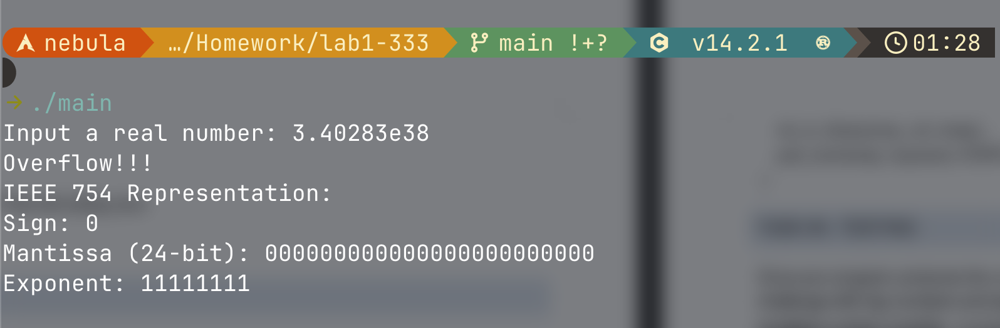 nebula …/Homework/lab1-333 main !+? v14.2.1 01:28
→ ./main
Input a real number: 3.40283e38
Overflow!!!
IEEE 754 Representation:
Sign: 0
Mantissa (24-bit): 000000000000000000000000
Exponent: 11111111